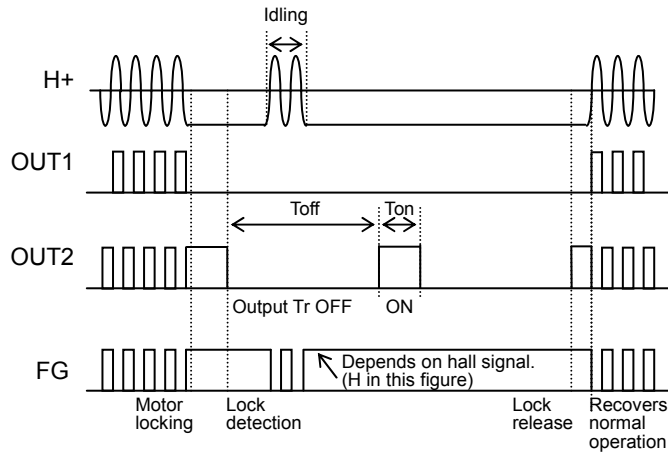 Idling
H+
OUT1
Toff
Ton
OUT2
Output Tr OFF
ON
FG
Depends on hall signal.
(H in this figure)
Motor
locking
Lock
detection
Lock
release
Recovers
normal
operation